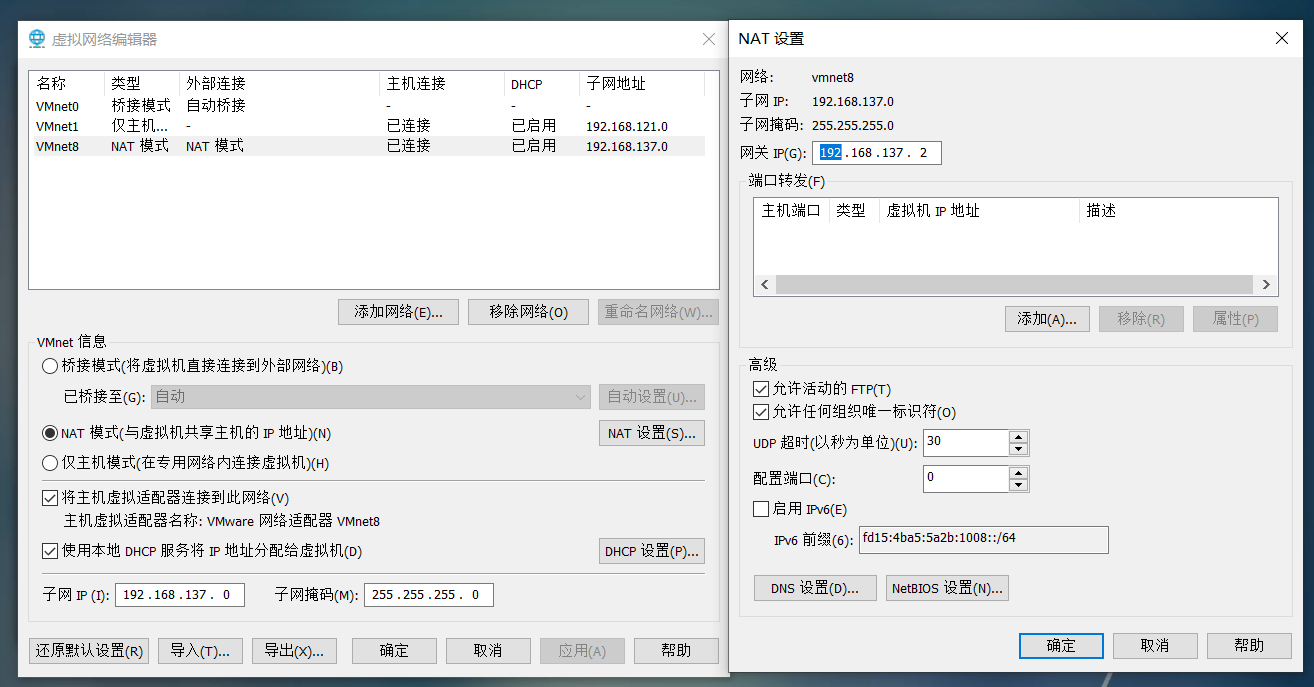 虚拟网络编辑器
名称 类型 外部连接 主机连接 DHCP 子网地址
VMnet0 桥接模式 自动桥接 - - -
VMnet1 仅主机... - 已连接 已启用 192.168.121.0
VMnet8 NAT 模式 NAT 模式 已连接 已启用 192.168.137.0
添加网络(E)... 移除网络(O) 重命名网络(W)...
VMnet 信息
桥接模式(将虚拟机直接连接到外部网络)(B)
已桥接至(G): 自动 自动设置(U)...
NAT 模式(与虚拟机共享主机的 IP 地址)(N) NAT 设置(S)...
仅主机模式(在专用网络内连接虚拟机)(H)
将主机虚拟适配器连接到此网络(V)
主机虚拟适配器名称: VMware 网络适配器 VMnet8
使用本地 DHCP 服务将 IP 地址分配给虚拟机(D) DHCP 设置(P)...
子网 IP (I): 192.168.137. 0 子网掩码(M): 255.255.255. 0
还原默认设置(R) 导入(T)... 导出(X)... 确定 取消 应用(A) 帮助
NAT 设置
网络: vmnet8
子网 IP: 192.168.137.0
子网掩码: 255.255.255.0
网关 IP(G): 192.168.137. 2
端口转发(F)
主机端口 类型 虚拟机 IP 地址 描述
添加(A)... 移除(R) 属性(P)
高级
允许活动的 FTP(T)
允许任何组织唯一标识符(O)
UDP 超时(以秒为单位)(U): 30
配置端口(C): 0
启用 IPv6(E)
IPv6 前缀(6): fd15:4ba5:5a2b:1008::/64
DNS 设置(D)... NetBIOS 设置(N)...
确定 取消 帮助